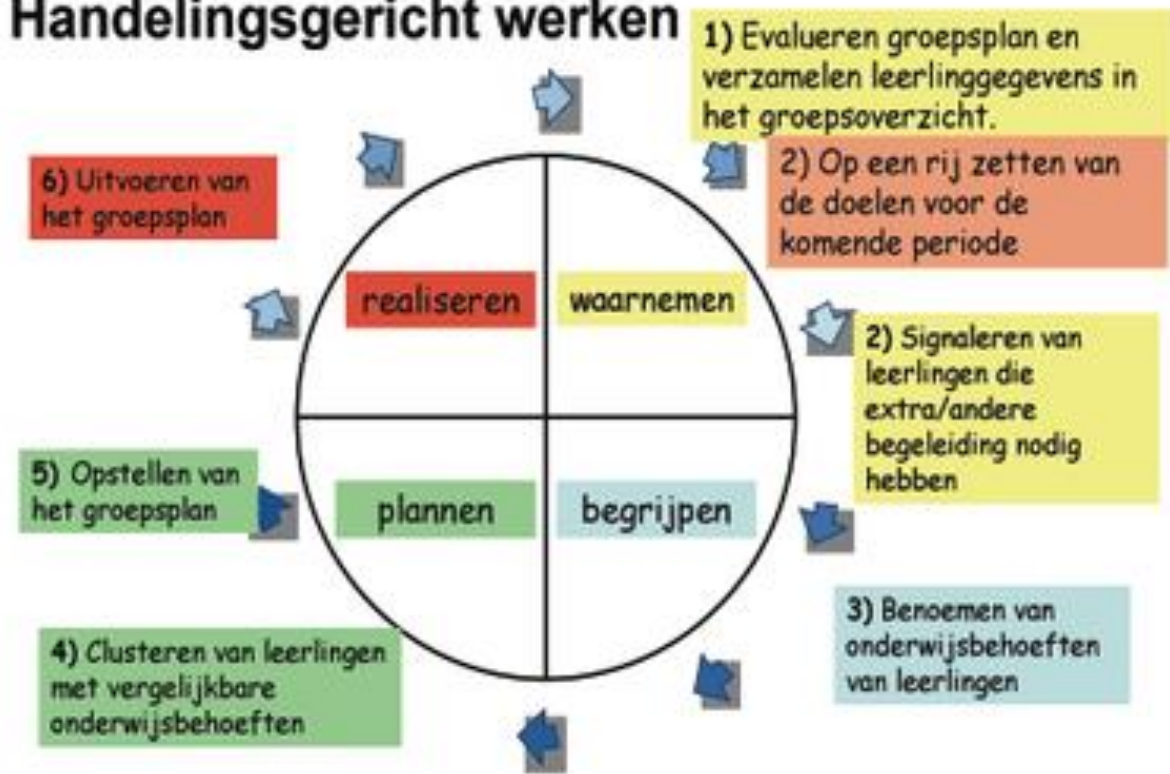 Handelingsgericht werken
1) Evalueren groepsplan en
verzamelen leerlinggegevens in
het groepsoverzicht.
2) Op een rij zetten van
de doelen voor de
komende periode
2) Signaleren van
leerlingen die
extra/andere
begeleiding nodig
hebben
3) Benoemen van
onderwijsbehoeften
van leerlingen
4) Clusteren van leerlingen
met vergelijkbare
onderwijsbehoeften
5) Opstellen van
het groepsplan
6) Uitvoeren van
het groepsplan
realiseren
waarnemen
plannen
begrijpen